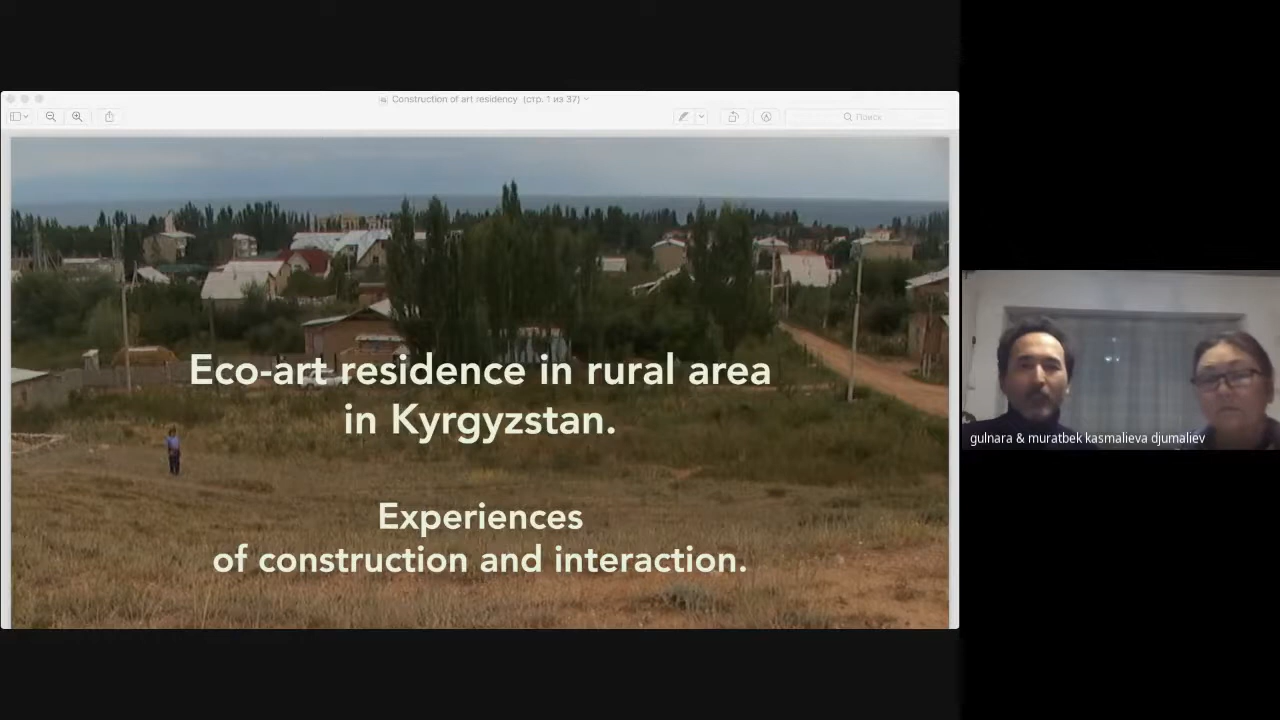 Construction of art residency (стр. 1 из 37)
Поиск
Eco-art residence in rural area
in Kyrgyzstan.
Experiences
of construction and interaction.
gulnara & muratbek kasmalieva djumaliev